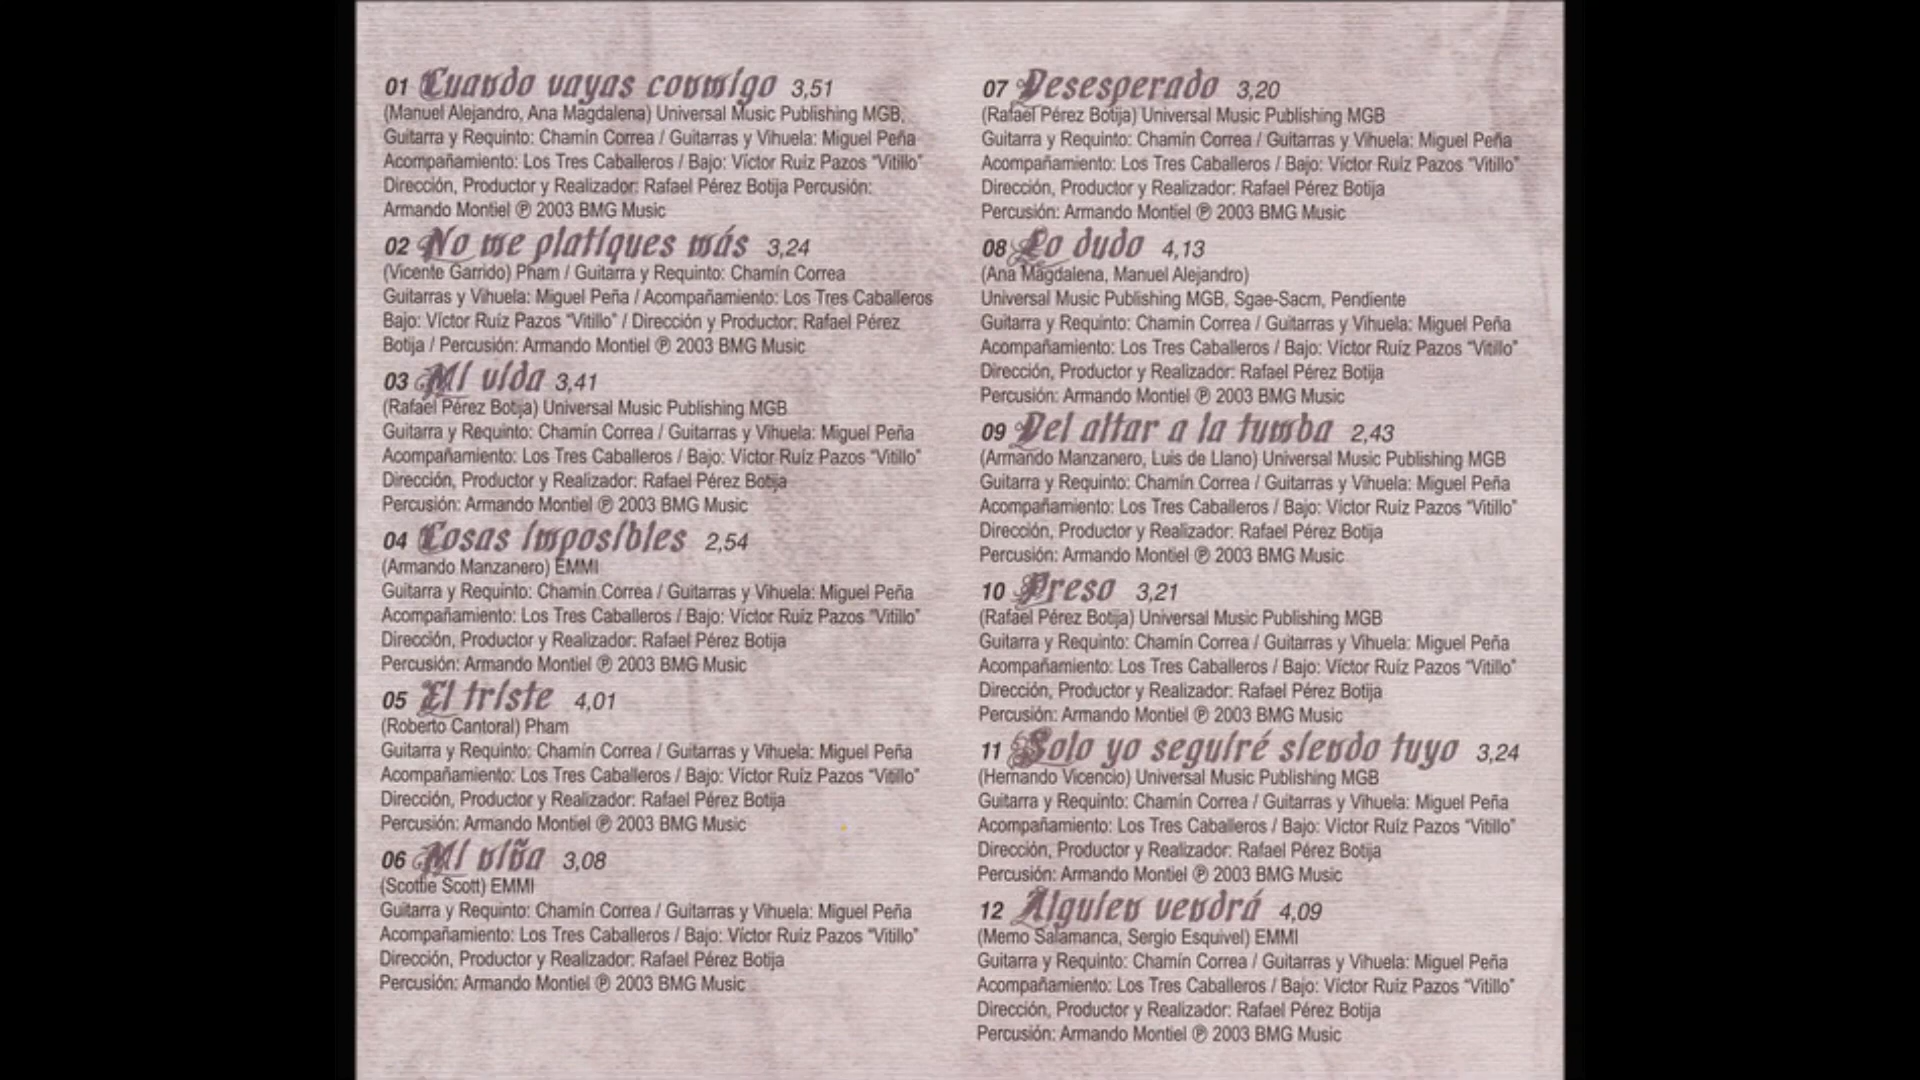 01 Cuando vayas conmigo 3,51
(Manuel Alejandro, Ana Magdalena) Universal Music Publishing MGB,
Guitarra y Requinto: Chamín Correa / Guitarras y Vihuela: Miguel Peña
Acompañamiento: Los Tres Caballeros / Bajo: Víctor Ruíz Pazos “Vitillo”
Dirección, Productor y Realizador: Rafael Pérez Botija Percusión:
Armando Montiel ℗ 2003 BMG Music
02 No me platiques más 3,24
(Vicente Garrido) Pham / Guitarra y Requinto: Chamín Correa
Guitarras y Vihuela: Miguel Peña / Acompañamiento: Los Tres Caballeros
Bajo: Víctor Ruíz Pazos “Vitillo” / Dirección y Productor: Rafael Pérez
Botija / Percusión: Armando Montiel ℗ 2003 BMG Music
03 Mi vida 3,41
(Rafael Pérez Botija) Universal Music Publishing MGB
Guitarra y Requinto: Chamín Correa / Guitarras y Vihuela: Miguel Peña
Acompañamiento: Los Tres Caballeros / Bajo: Víctor Ruíz Pazos “Vitillo”
Dirección, Productor y Realizador: Rafael Pérez Botija
Percusión: Armando Montiel ℗ 2003 BMG Music
04 Cosas imposibles 2,54
(Armando Manzanero) EMMI
Guitarra y Requinto: Chamín Correa / Guitarras y Vihuela: Miguel Peña
Acompañamiento: Los Tres Caballeros / Bajo: Víctor Ruíz Pazos “Vitillo”
Dirección, Productor y Realizador: Rafael Pérez Botija
Percusión: Armando Montiel ℗ 2003 BMG Music
05 El triste 4,01
(Roberto Cantoral) Pham
Guitarra y Requinto: Chamín Correa / Guitarras y Vihuela: Miguel Peña
Acompañamiento: Los Tres Caballeros / Bajo: Víctor Ruíz Pazos “Vitillo”
Dirección, Productor y Realizador: Rafael Pérez Botija
Percusión: Armando Montiel ℗ 2003 BMG Music
06 Mi niña 3,08
(Scottie Scott) EMMI
Guitarra y Requinto: Chamín Correa / Guitarras y Vihuela: Miguel Peña
Acompañamiento: Los Tres Caballeros / Bajo: Víctor Ruíz Pazos “Vitillo”
Dirección, Productor y Realizador: Rafael Pérez Botija
Percusión: Armando Montiel ℗ 2003 BMG Music
07 Desesperado 3,20
(Rafael Pérez Botija) Universal Music Publishing MGB
Guitarra y Requinto: Chamín Correa / Guitarras y Vihuela: Miguel Peña
Acompañamiento: Los Tres Caballeros / Bajo: Víctor Ruíz Pazos “Vitillo”
Dirección, Productor y Realizador: Rafael Pérez Botija
Percusión: Armando Montiel ℗ 2003 BMG Music
08 Lo dudo 4,13
(Ana Magdalena, Manuel Alejandro)
Universal Music Publishing MGB, Sgae-Sacm, Pendiente
Guitarra y Requinto: Chamín Correa / Guitarras y Vihuela: Miguel Peña
Acompañamiento: Los Tres Caballeros / Bajo: Víctor Ruíz Pazos “Vitillo”
Dirección, Productor y Realizador: Rafael Pérez Botija
Percusión: Armando Montiel ℗ 2003 BMG Music
09 Del altar a la tumba 2,43
(Armando Manzanero, Luis de Llano) Universal Music Publishing MGB
Guitarra y Requinto: Chamín Correa / Guitarras y Vihuela: Miguel Peña
Acompañamiento: Los Tres Caballeros / Bajo: Víctor Ruíz Pazos “Vitillo”
Dirección, Productor y Realizador: Rafael Pérez Botija
Percusión: Armando Montiel ℗ 2003 BMG Music
10 Preso 3,21
(Rafael Pérez Botija) Universal Music Publishing MGB
Guitarra y Requinto: Chamín Correa / Guitarras y Vihuela: Miguel Peña
Acompañamiento: Los Tres Caballeros / Bajo: Víctor Ruíz Pazos “Vitillo”
Dirección, Productor y Realizador: Rafael Pérez Botija
Percusión: Armando Montiel ℗ 2003 BMG Music
11 Solo yo seguiré siendo tuyo 3,24
(Hernando Vicencio) Universal Music Publishing MGB
Guitarra y Requinto: Chamín Correa / Guitarras y Vihuela: Miguel Peña
Acompañamiento: Los Tres Caballeros / Bajo: Víctor Ruíz Pazos “Vitillo”
Dirección, Productor y Realizador: Rafael Pérez Botija
Percusión: Armando Montiel ℗ 2003 BMG Music
12 Alguien vendrá 4,09
(Memo Salamanca, Sergio Esquivel) EMMI
Guitarra y Requinto: Chamín Correa / Guitarras y Vihuela: Miguel Peña
Acompañamiento: Los Tres Caballeros / Bajo: Víctor Ruíz Pazos “Vitillo”
Dirección, Productor y Realizador: Rafael Pérez Botija
Percusión: Armando Montiel ℗ 2003 BMG Music